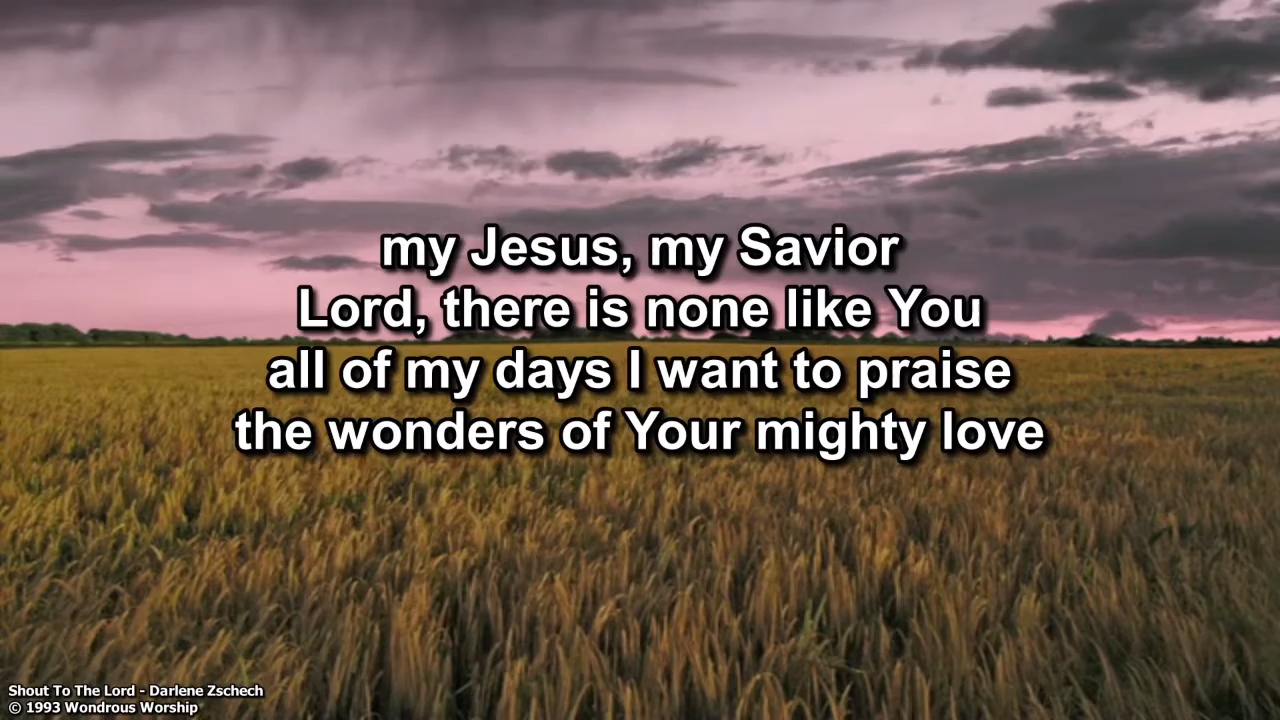 my Jesus, my Savior
Lord, there is none like You
all of my days I want to praise
the wonders of Your mighty love
Shout To The Lord - Darlene Zschech
© 1993 Wondrous Worship